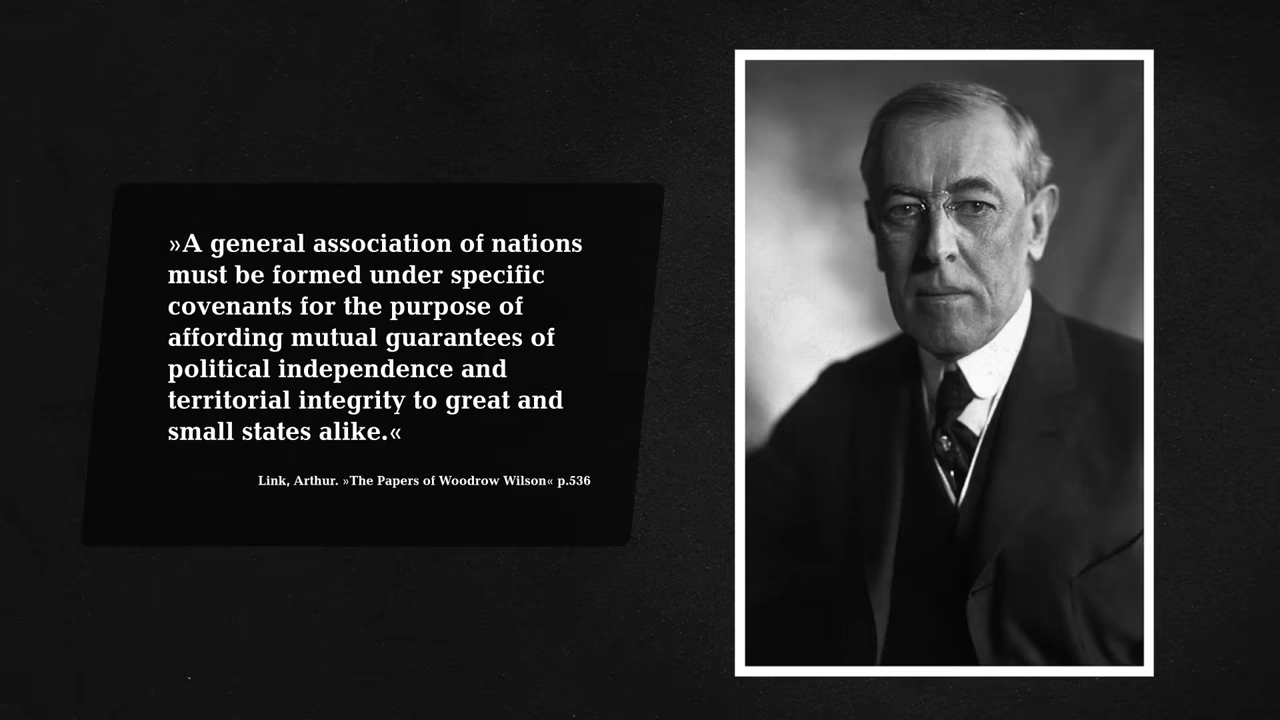 »A general association of nations
must be formed under specific
covenants for the purpose of
affording mutual guarantees of
political independence and
territorial integrity to great and
small states alike.«
Link, Arthur. »The Papers of Woodrow Wilson« p.536